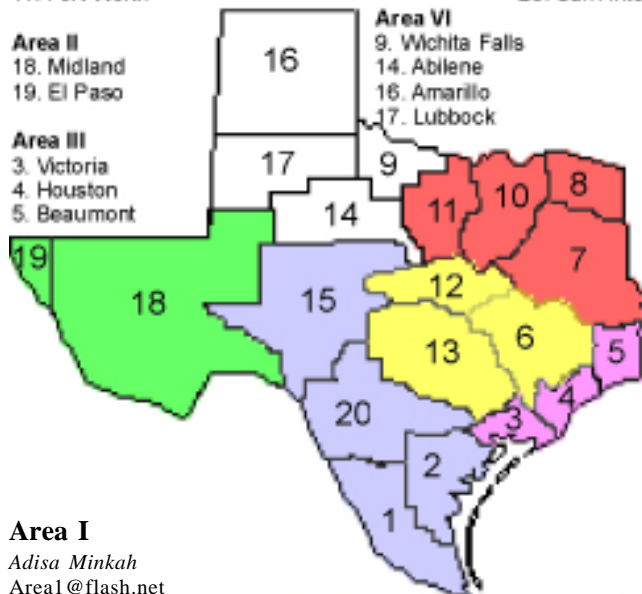 Area II
18. Midland
19. El Paso
Area III
3. Victoria
4. Houston
5. Beaumont
Area VI
9. Wichita Falls
14. Abilene
16. Amarillo
17. Lubbock
16
17
9
14
11
10
8
7
19
18
15
12
13
6
5
4
3
20
2
1
Area I
Adisa Minkah
Area1@flash.net